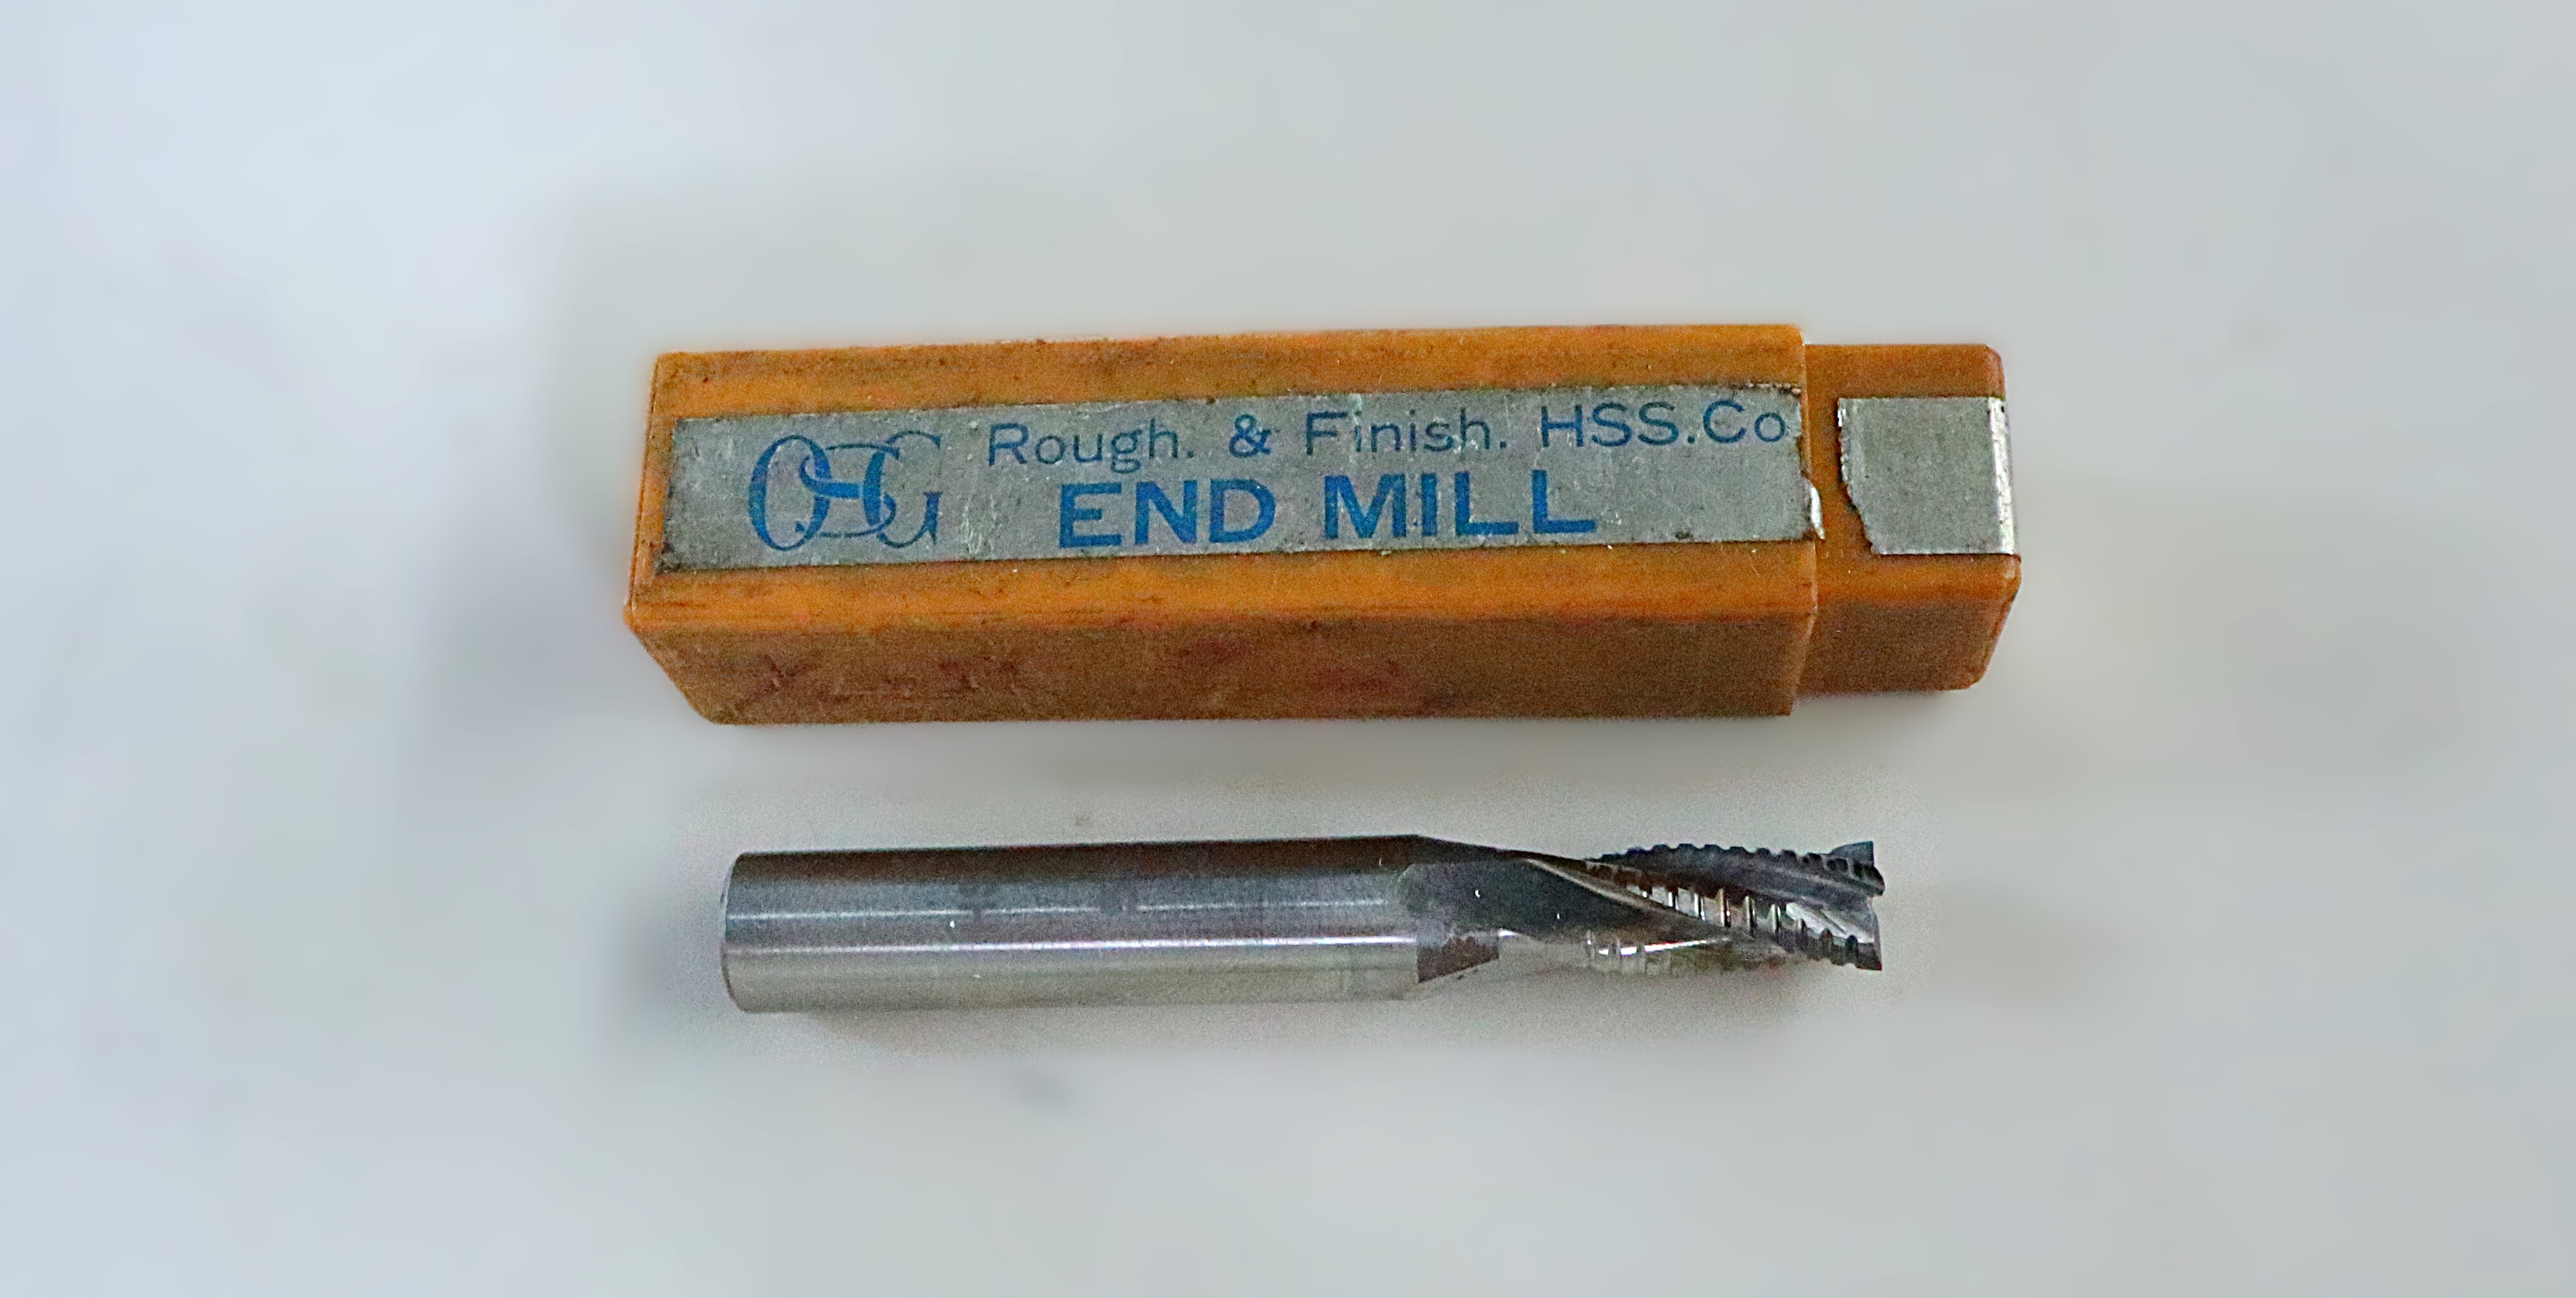 OSG
Rough. & Finish. HSS.Co
END MILL